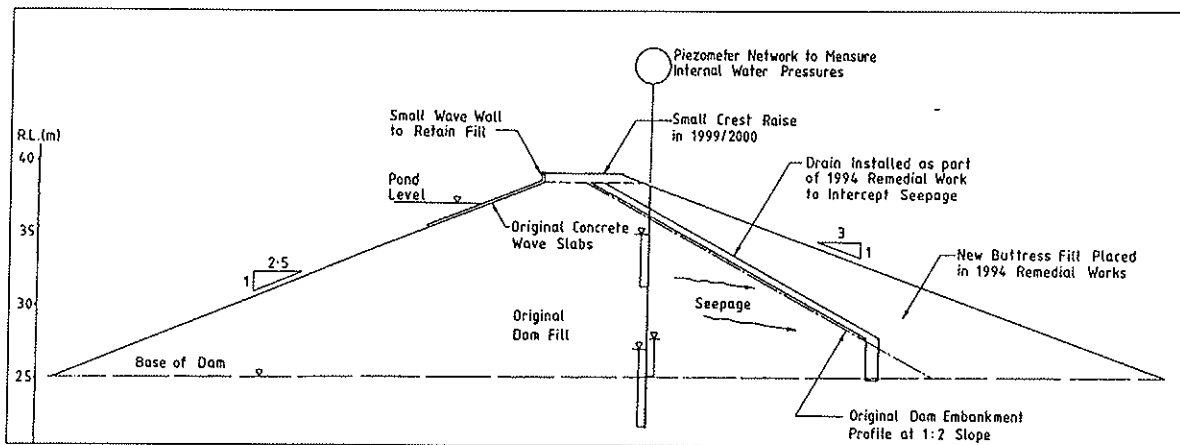 Piezometer Network to Measure
Internal Water Pressures
Small Wave Wall
to Retain Fill
Small Crest Raise
in 1999/2000
R.L.(m)
40
Drain Installed as part
of 1994 Remedial Work
to Intercept Seepage
Pond
Level
35
Original Concrete
Wave Slabs
3
1
2·5
1
New Buttress Fill Placed
in 1994 Remedial Works
30
Seepage
Original
Dam Fill
Base of Dam
25
Original Dam Embankment
Profile at 1:2 Slope